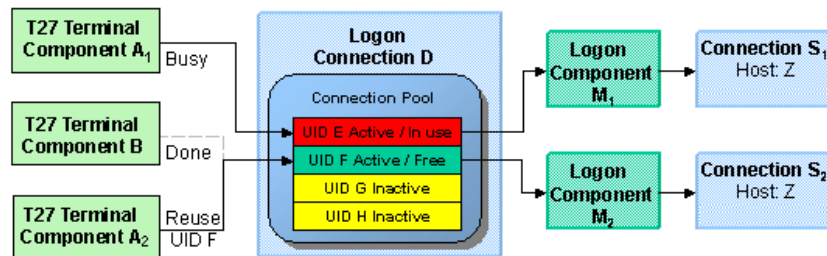 T27 Terminal
Component A1
Busy
T27 Terminal
Component B
Done
T27 Terminal
Component A2
Reuse
UID F
Logon
Connection D
Connection Pool
UID E Active / In use
UID F Active / Free
UID G Inactive
UID H Inactive
Logon
Component
M1
Connection S1
Host: Z
Logon
Component
M2
Connection S2
Host: Z